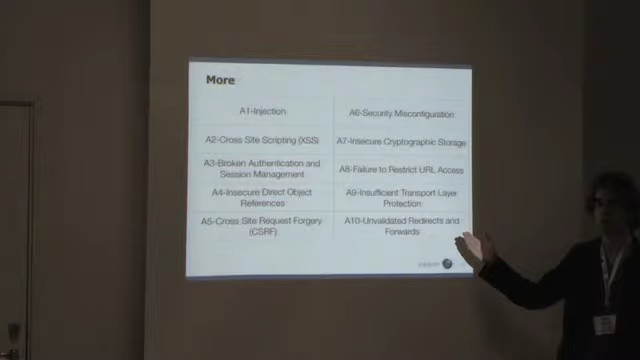 More
A1-Injection
A2-Cross Site Scripting (XSS)
A3-Broken Authentication and
Session Management
A4-Insecure Direct Object
References
A5-Cross Site Request Forgery
(CSRF)
A6-Security Misconfiguration
A7-Insecure Cryptographic Storage
A8-Failure to Restrict URL Access
A9-Insufficient Transport Layer
Protection
A10-Unvalidated Redirects and
Forwards